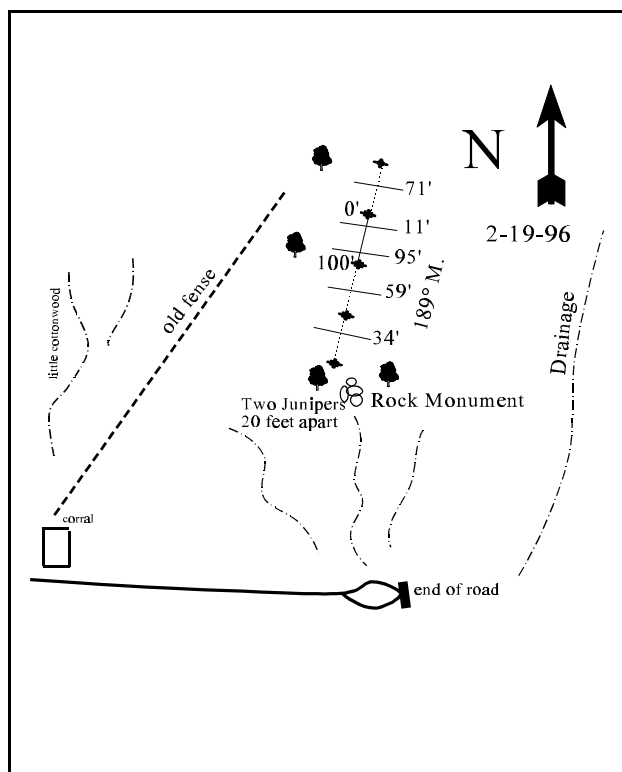 N
2-19-96
71'
0'
11'
95'
100'
59'
189° M.
34'
old fense
little cottonwood
Drainage
Two Junipers
20 feet apart
Rock Monument
corral
end of road